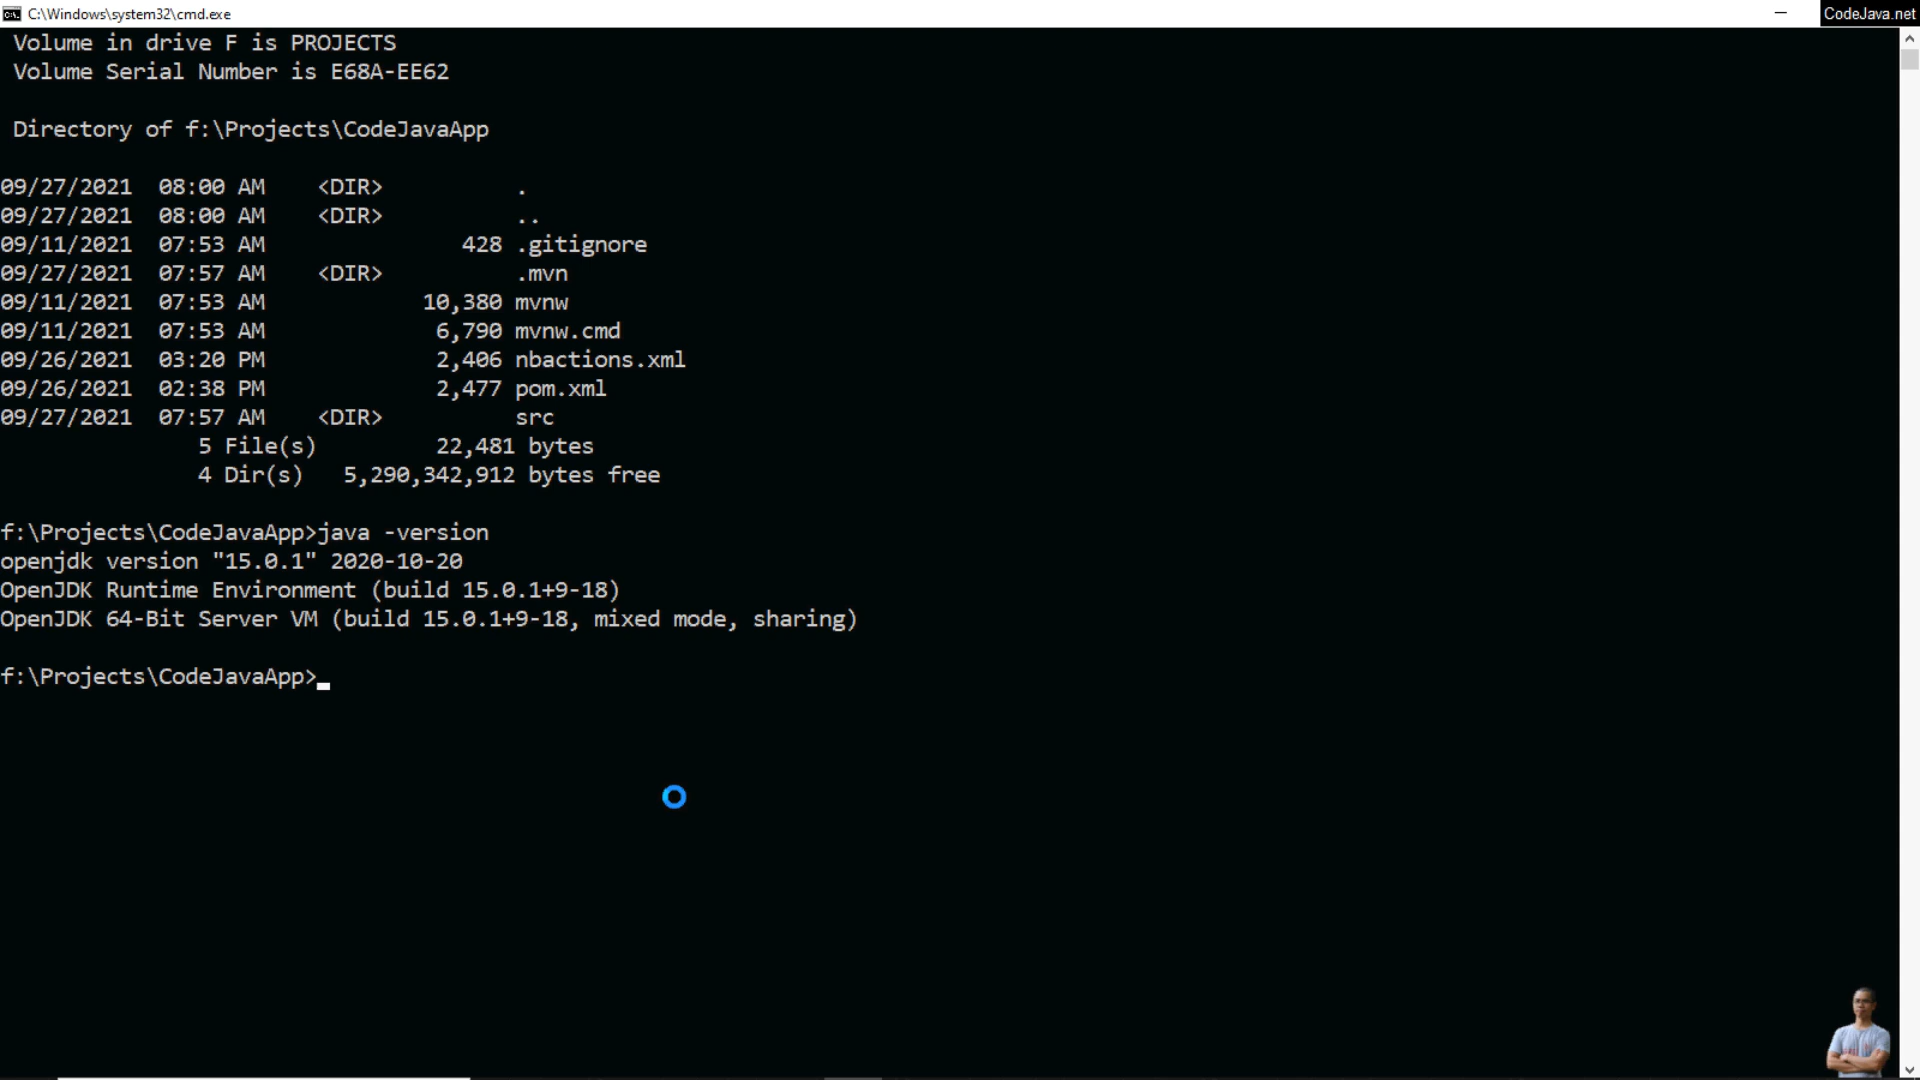 C:\Windows\system32\cmd.exe
CodeJava.net
Volume in drive F is PROJECTS
Volume Serial Number is E68A-EE62
Directory of f:\Projects\CodeJavaApp
09/27/2021  08:00 AM    <DIR>          .
09/27/2021  08:00 AM    <DIR>          ..
09/11/2021  07:53 AM               428 .gitignore
09/27/2021  07:57 AM    <DIR>          .mvn
09/11/2021  07:53 AM            10,380 mvnw
09/11/2021  07:53 AM             6,790 mvnw.cmd
09/26/2021  03:20 PM             2,406 nbactions.xml
09/26/2021  02:38 PM             2,477 pom.xml
09/27/2021  07:57 AM    <DIR>          src
5 File(s)         22,481 bytes
4 Dir(s)   5,290,342,912 bytes free
f:\Projects\CodeJavaApp>java -version
openjdk version "15.0.1" 2020-10-20
OpenJDK Runtime Environment (build 15.0.1+9-18)
OpenJDK 64-Bit Server VM (build 15.0.1+9-18, mixed mode, sharing)
f:\Projects\CodeJavaApp>